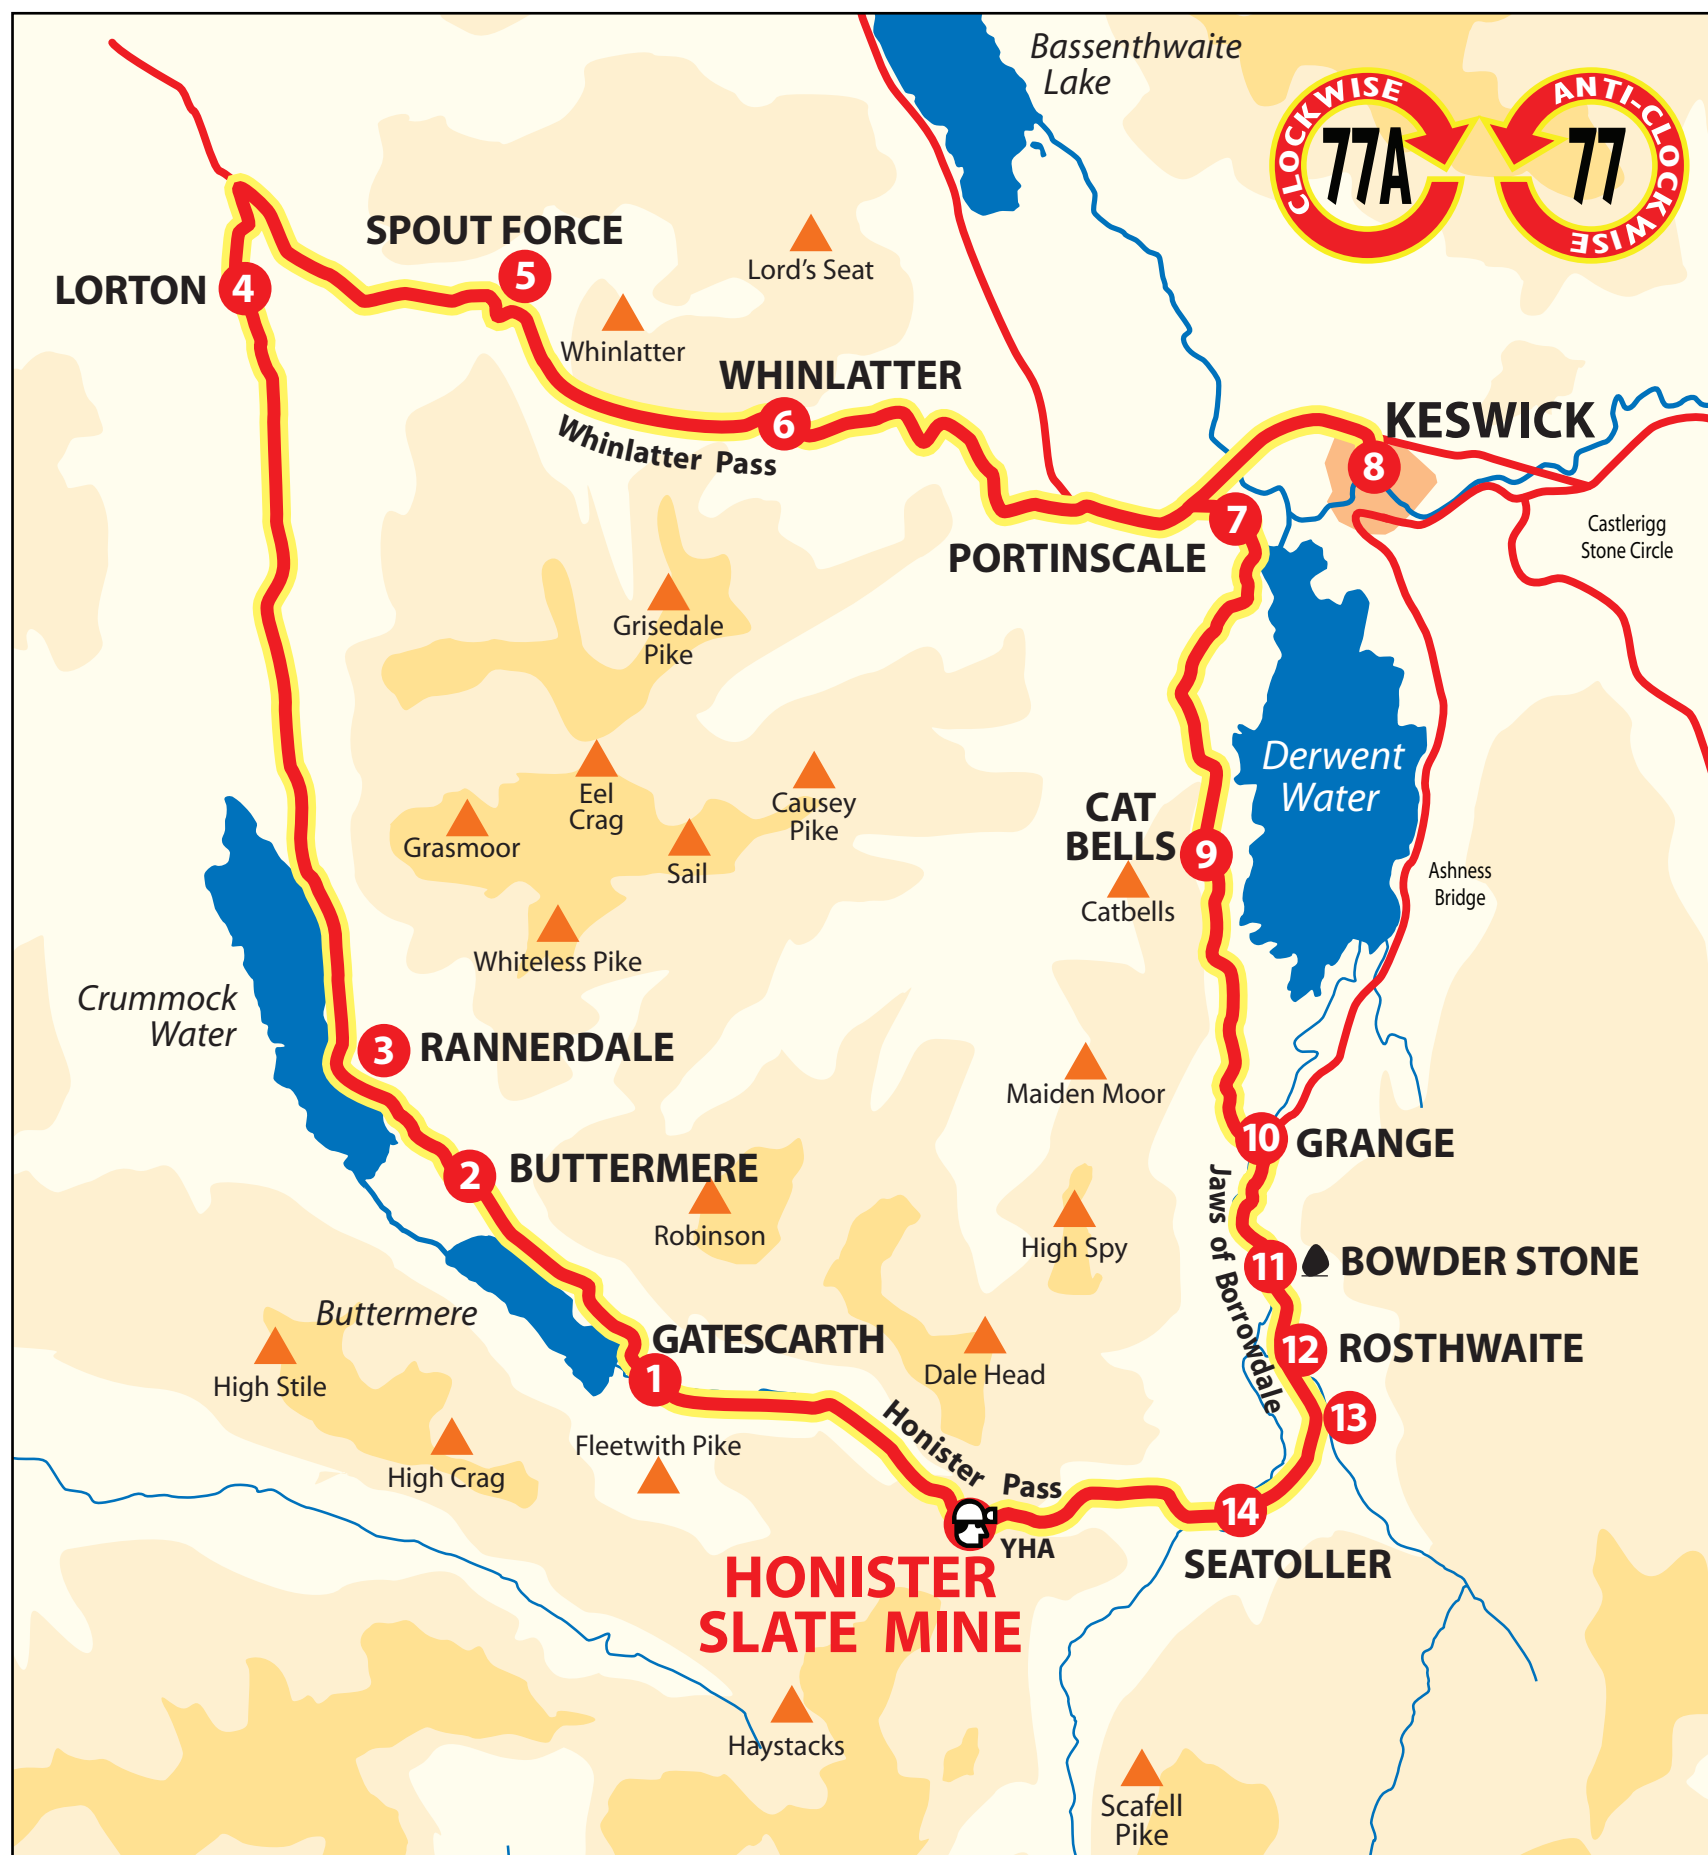 Bassenthwaite
Lake
CLOCKWISE
77A
ANTI-CLOCKWISE
77
SPOUT FORCE
5
Lord's Seat
LORTON
4
Whinlatter
WHINLATTER
6
Whinlatter Pass
KESWICK
8
7
PORTINSCALE
Castlerigg
Stone Circle
Grisedale
Pike
Derwent
Water
Eel
Crag
Causey
Pike
Grasmoor
Sail
CAT
BELLS
9
Catbells
Ashness
Bridge
Whiteless Pike
Crummock
Water
3
RANNERDALE
Maiden Moor
10
GRANGE
2
BUTTERMERE
Robinson
High Spy
Jaws of Borrowdale
11
BOWDER STONE
Buttermere
GATESCARTH
1
12
ROSTHWAITE
High Stile
Dale Head
13
High Crag
Fleetwith Pike
Honister Pass
14
YHA
SEATOLLER
HONISTER
SLATE MINE
Haystacks
Scafell
Pike